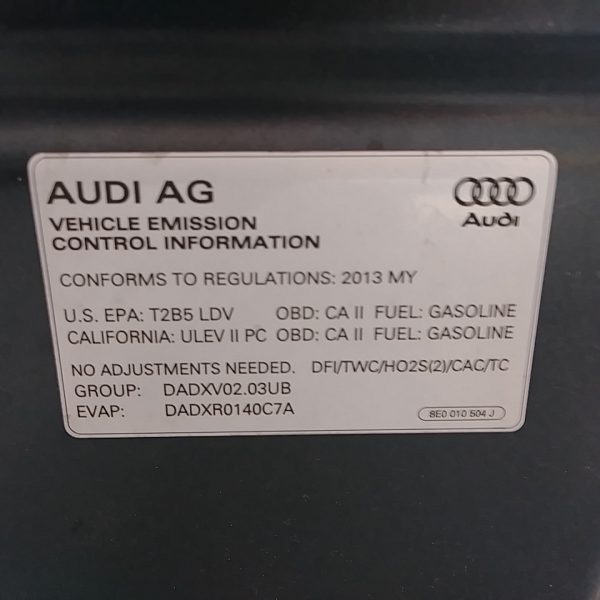 AUDI AG
Audi
VEHICLE EMISSION
CONTROL INFORMATION
CONFORMS TO REGULATIONS: 2013 MY
U.S. EPA: T2B5 LDV OBD: CA II FUEL: GASOLINE
CALIFORNIA: ULEV II PC OBD: CA II FUEL: GASOLINE
NO ADJUSTMENTS NEEDED. DFI/TWC/HO2S(2)/CAC/TC
GROUP: DADXV02.03UB
EVAP: DADXR0140C7A
8E0 010 504 J